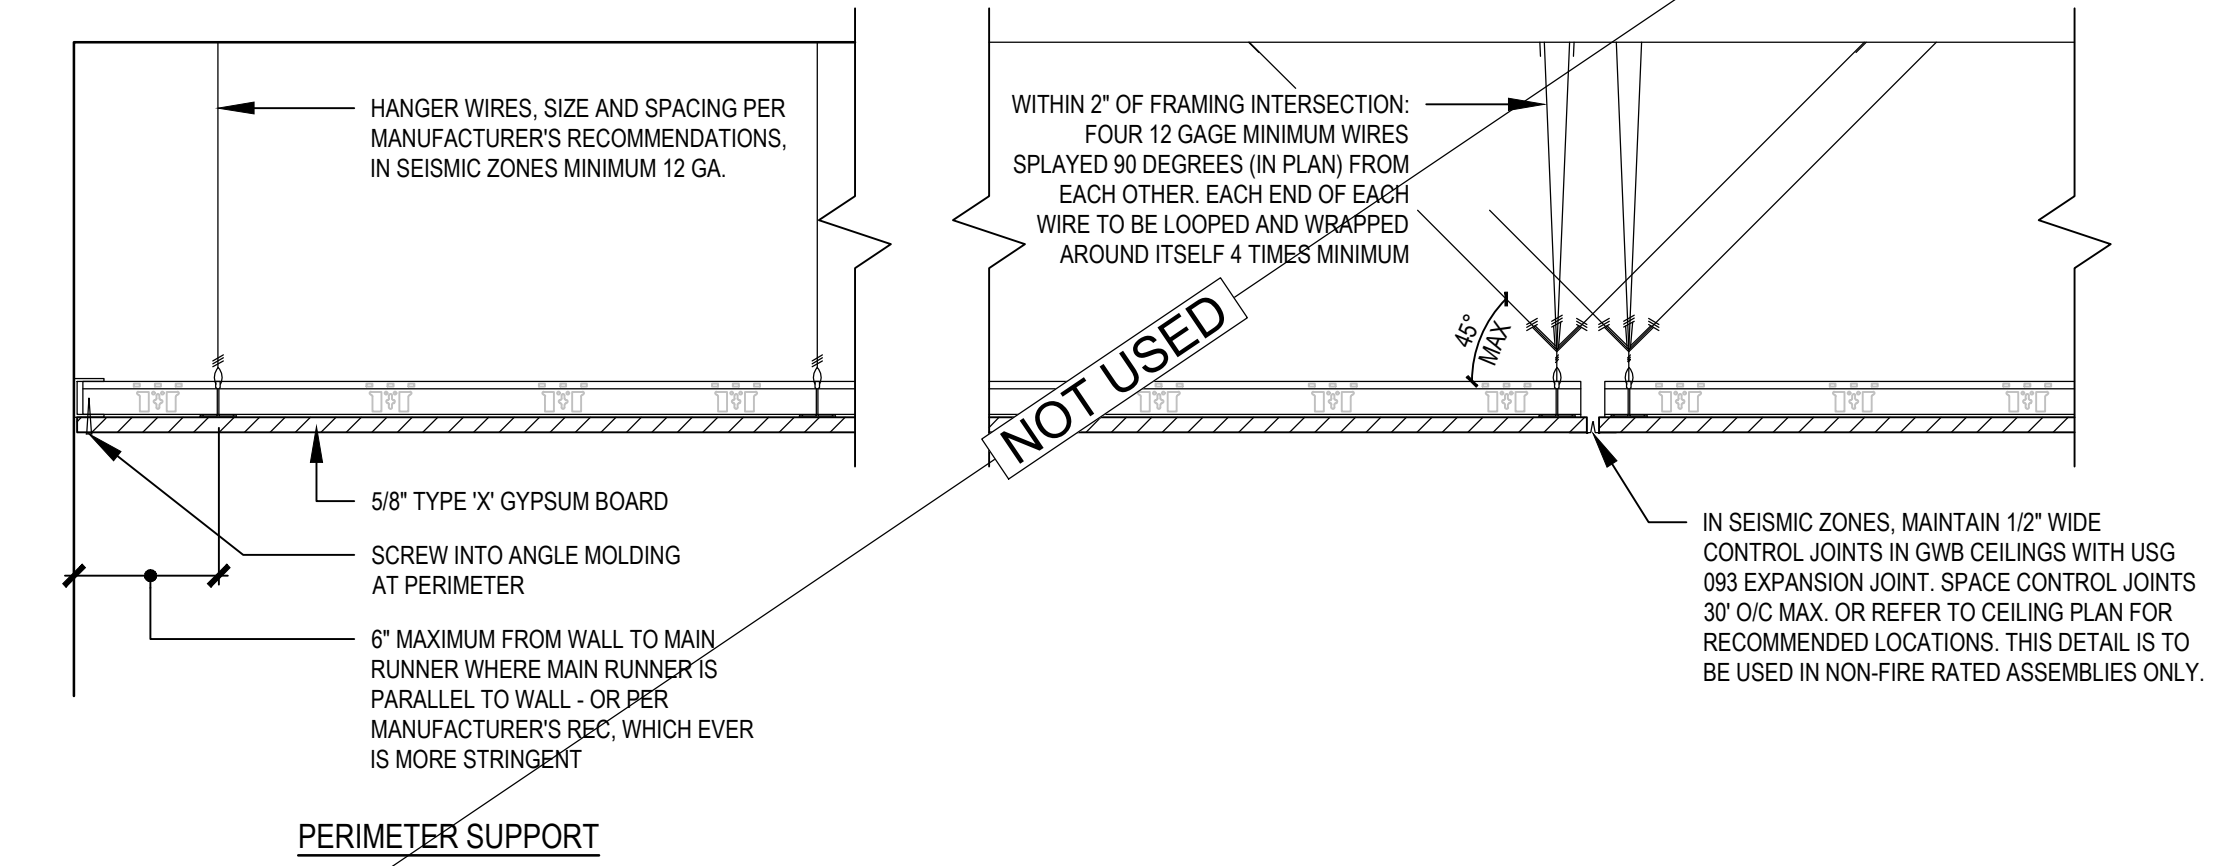 HANGER WIRES, SIZE AND SPACING PER
MANUFACTURER'S RECOMMENDATIONS,
IN SEISMIC ZONES MINIMUM 12 GA.
WITHIN 2" OF FRAMING INTERSECTION:
FOUR 12 GAGE MINIMUM WIRES
SPLAYED 90 DEGREES (IN PLAN) FROM
EACH OTHER. EACH END OF EACH
WIRE TO BE LOOPED AND WRAPPED
AROUND ITSELF 4 TIMES MINIMUM
45°
MAX
NOT USED
5/8" TYPE 'X' GYPSUM BOARD
SCREW INTO ANGLE MOLDING
AT PERIMETER
6" MAXIMUM FROM WALL TO MAIN
RUNNER WHERE MAIN RUNNER IS
PARALLEL TO WALL - OR PER
MANUFACTURER'S REC, WHICH EVER
IS MORE STRINGENT
IN SEISMIC ZONES, MAINTAIN 1/2" WIDE
CONTROL JOINTS IN GWB CEILINGS WITH USG
093 EXPANSION JOINT. SPACE CONTROL JOINTS
30' O/C MAX. OR REFER TO CEILING PLAN FOR
RECOMMENDED LOCATIONS. THIS DETAIL IS TO
BE USED IN NON-FIRE RATED ASSEMBLIES ONLY.
PERIMETER SUPPORT